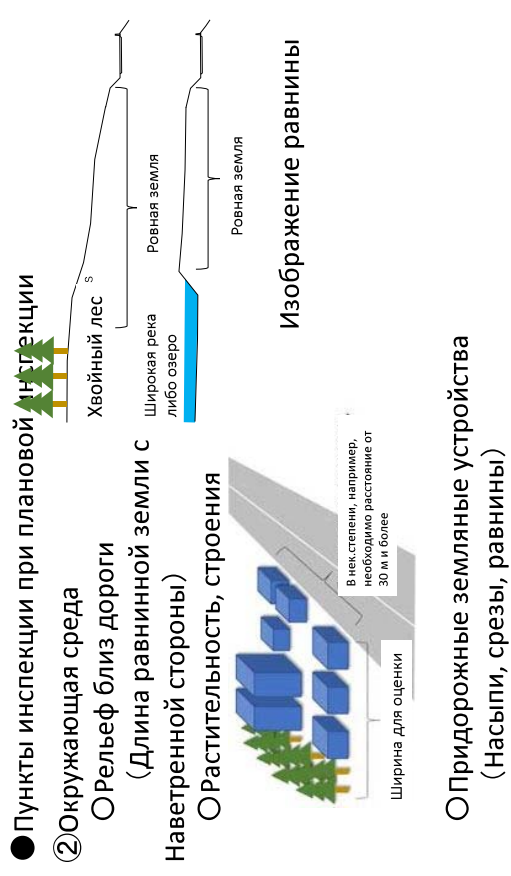 ●Пункты инспекции при плановой инспекции
②Окружающая среда
○Рельеф близ дороги
(Длина равнинной земли с
Наветренной стороны)
○Растительность, строения
Хвойный лес
S
Ровная земля
Широкая река
либо озеро
Ровная земля
Изображение равнины
В нек.степени, например,
необходимо расстояние от
30 м и более
Ширина для оценки
○Придорожные земляные устройства
(Насыпи, срезы, равнины)